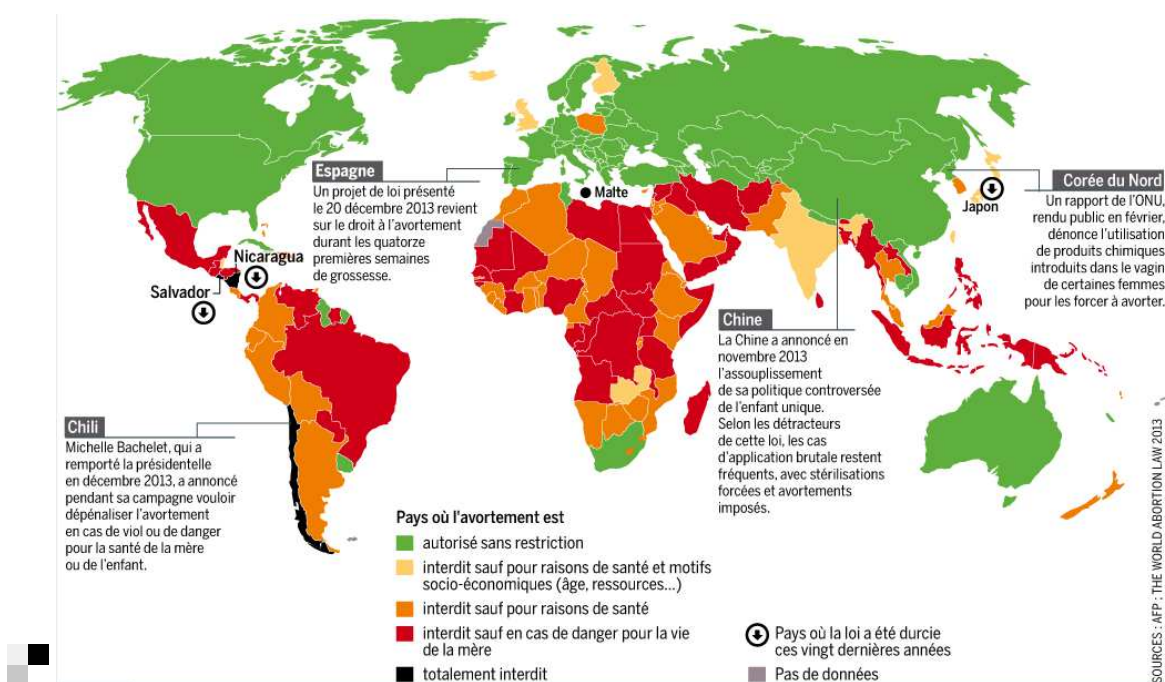 Espagne
Un projet de loi présenté
le 20 décembre 2013 revient
sur le droit à l'avortement
durant les quatorze
premières semaines
de grossesse.
Malte
Japon
Corée du Nord
Un rapport de l'ONU,
rendu public en février,
dénonce l'utilisation
de produits chimiques
introduits dans le vagin
de certaines femmes
pour les forcer à avorter.
Nicaragua
Salvador
Chine
La Chine a annoncé en
novembre 2013
l'assouplissement
de sa politique controversée
de l'enfant unique.
Selon les détracteurs
de cette loi, les cas
d'application brutale restent
fréquents, avec stérilisations
forcées et avortements
imposés.
Chili
Michelle Bachelet, qui a
remporté la présidentielle
en décembre 2013, a annoncé
pendant sa campagne vouloir
dépénaliser l'avortement
en cas de viol ou de danger
pour la santé de la mère
ou de l'enfant.
Pays où l'avortement est
autorisé sans restriction
interdit sauf pour raisons de santé et motifs
socio-économiques (âge, ressources...)
interdit sauf pour raisons de santé
interdit sauf en cas de danger pour la vie
de la mère
totalement interdit
Pays où la loi a été durcie
ces vingt dernières années
Pas de données
SOURCES : AFP ; THE WORLD ABORTION LAW 2013